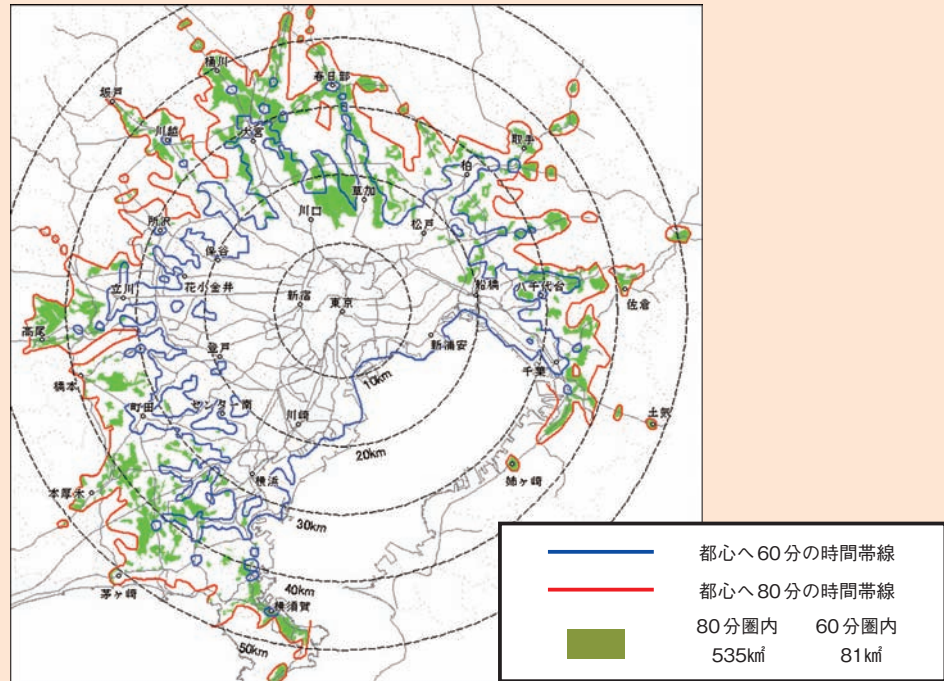 桶川
春日部
坂戸
川越
大宮
取手
柏
草加
川口
松戸
所沢
保谷
花小金井
立川
新宿
東京
船橋
八千代台
佐倉
高尾
登戸
新浦安
千葉
橋本
10km
町田
センター南
川崎
土気
20km
横浜
姉ヶ崎
本厚木
30km
茅ヶ崎
40km
横須賀
50km
都心へ60分の時間帯線
都心へ80分の時間帯線
80分圏内 60分圏内
535k㎡ 81k㎡